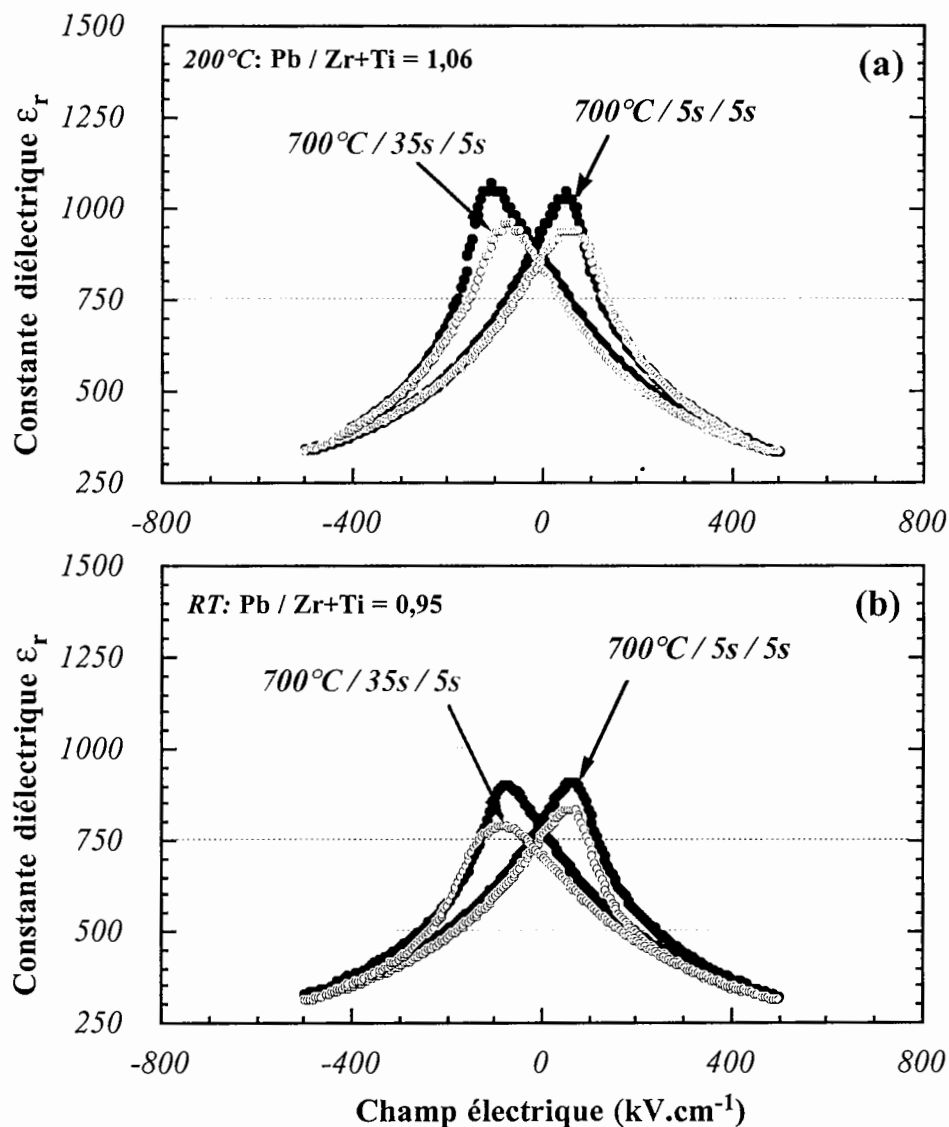 1500
200°C: Pb / Zr+Ti = 1,06
(a)
1250
700°C / 5s / 5s
700°C / 35s / 5s
1000
750
500
250
Constante diélectrique εr
-800 -400 0 400 800
1500
RT: Pb / Zr+Ti = 0,95
(b)
1250
700°C / 5s / 5s
700°C / 35s / 5s
1000
750
500
250
Constante diélectrique εr
-800 -400 0 400 800
Champ électrique (kV.cm⁻¹)